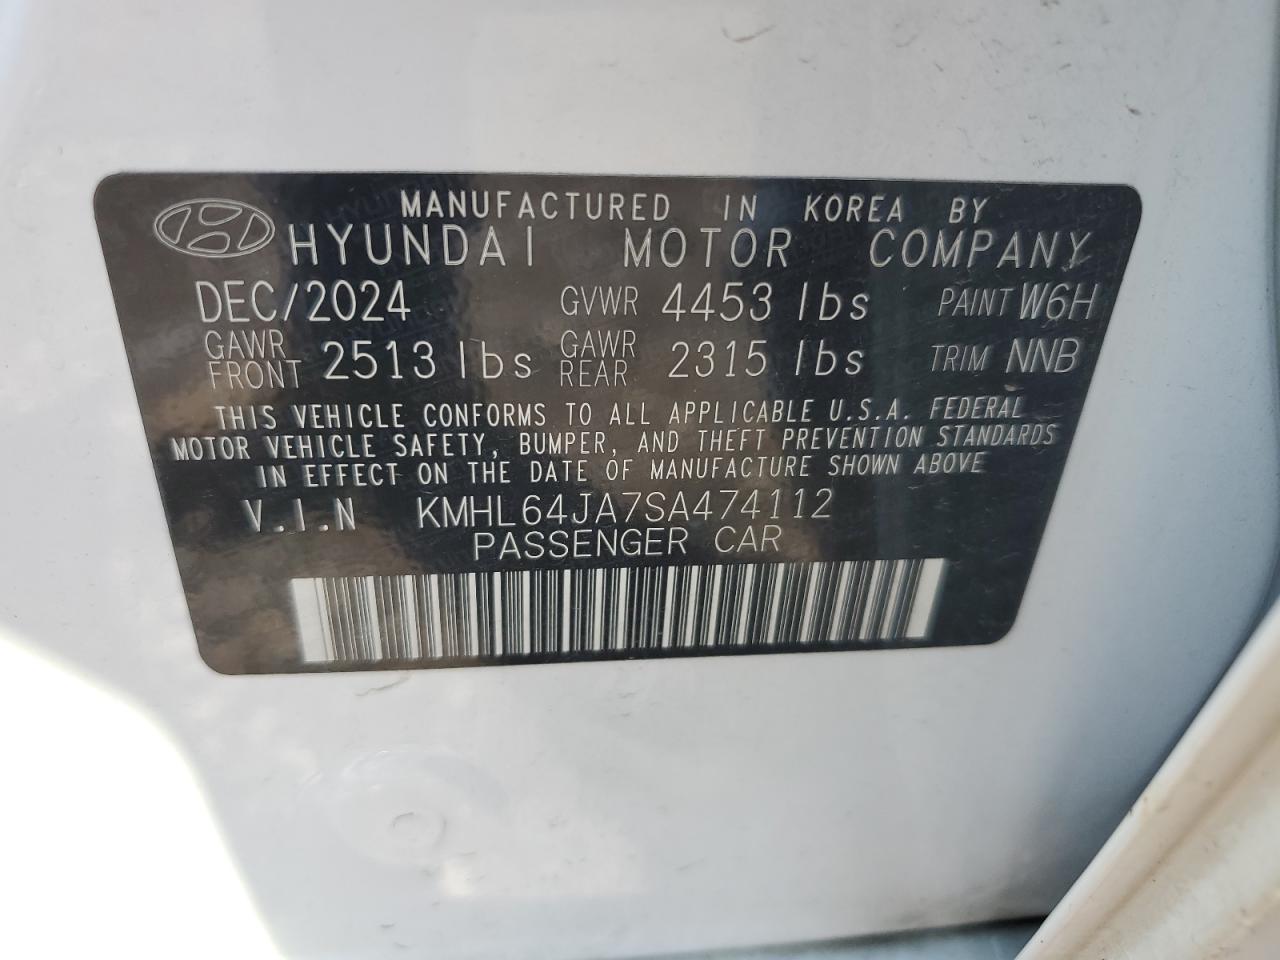 MANUFACTURED IN KOREA BY
HYUNDAI MOTOR COMPANY
DEC/2024 GVWR 4453 lbs PAINT W6H
GAWR FRONT 2513 lbs GAWR REAR 2315 lbs TRIM NNB
THIS VEHICLE CONFORMS TO ALL APPLICABLE U.S.A. FEDERAL
MOTOR VEHICLE SAFETY, BUMPER, AND THEFT PREVENTION STANDARDS
IN EFFECT ON THE DATE OF MANUFACTURE SHOWN ABOVE
V.I.N KMHL64JA7SA474112
PASSENGER CAR